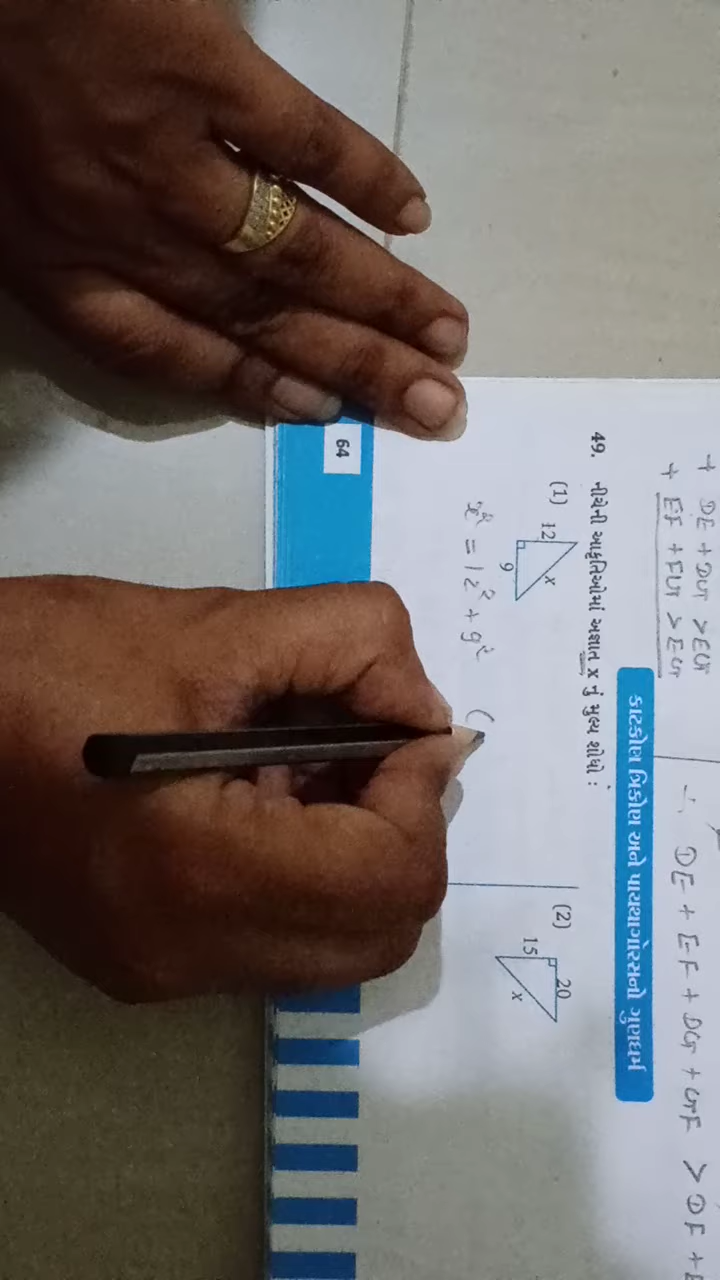 + DE + DG > EG
+ EF + FG > EG
∴ DE + EF + DG + GF > DF + E
કાટકોણ ત્રિકોણ અને પાયથાગોરસનો ગુણધર્મ
49. નીચેની આકૃતિઓમાં અજ્ઞાત x નું મૂલ્ય શોધો :
(1) 12 x 9
x² = 12² + 9² (
(2) 15 20 x
64